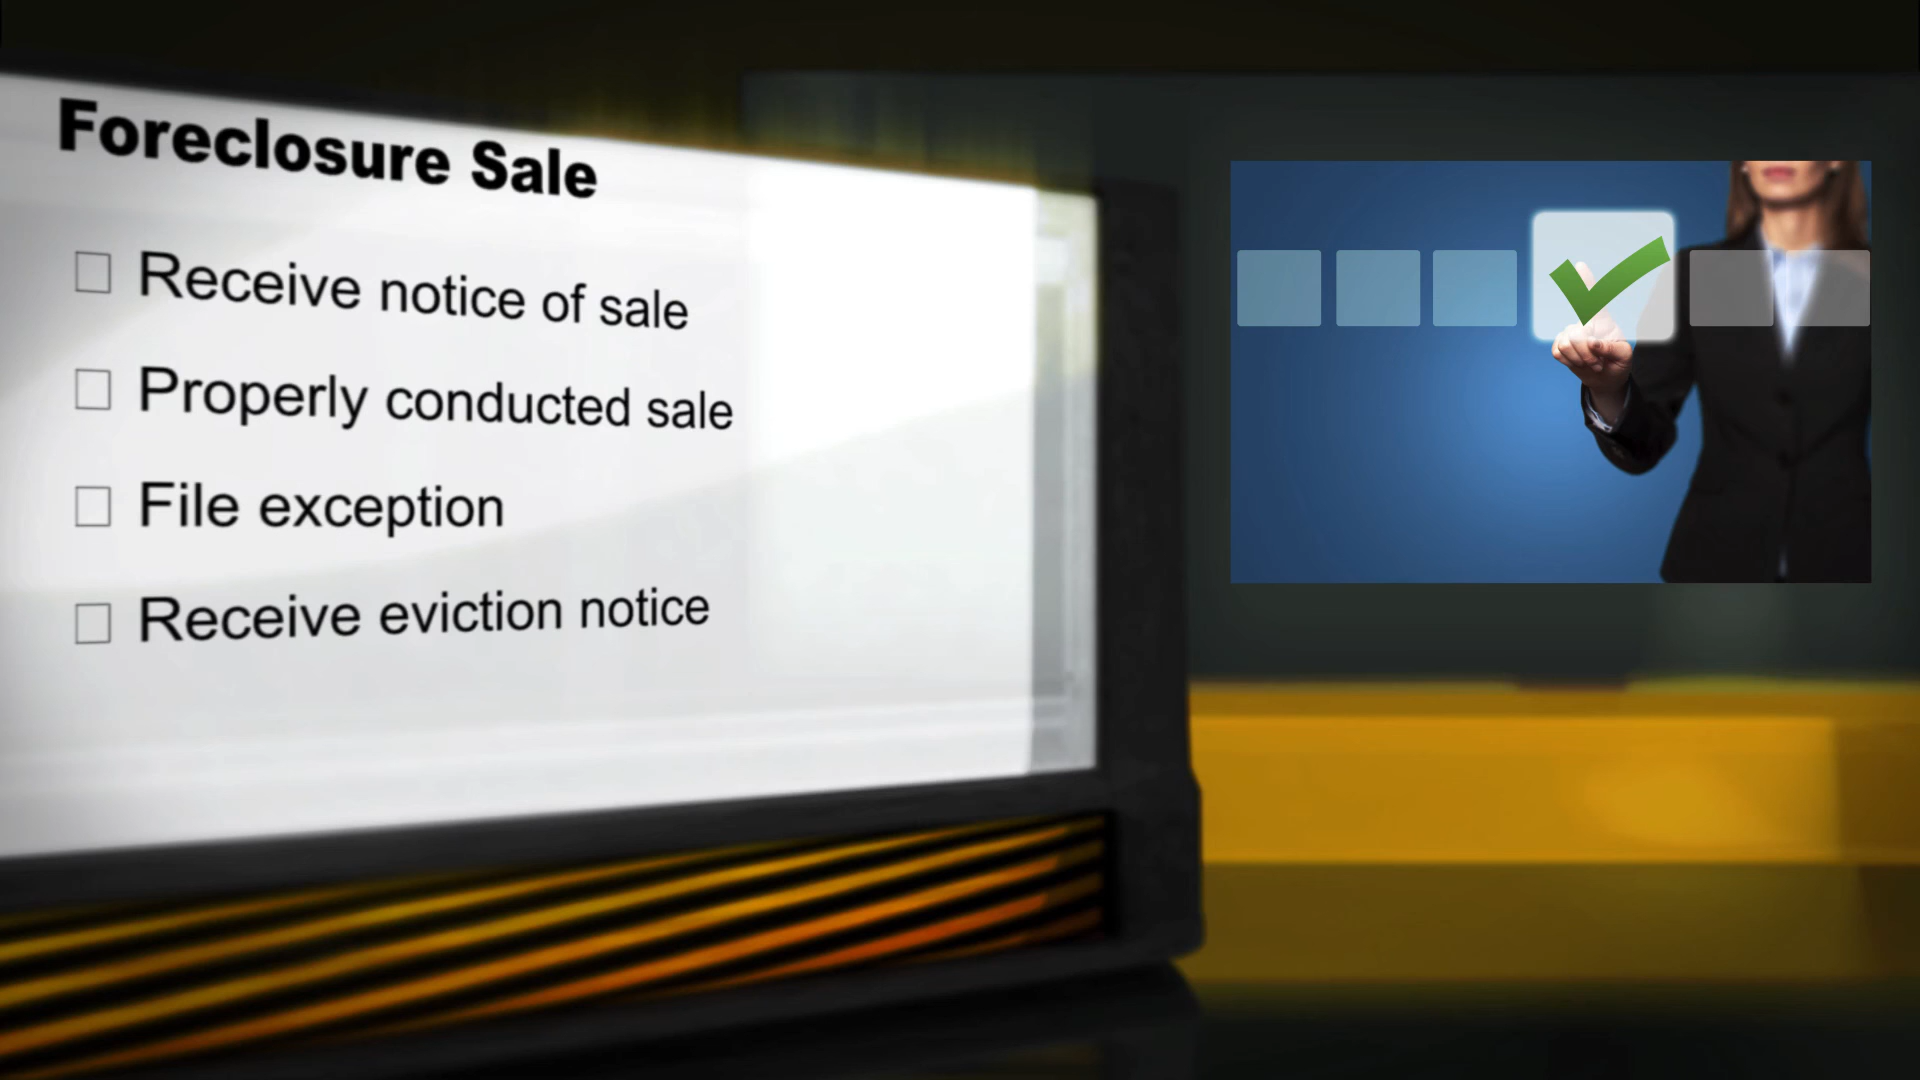 Foreclosure Sale
Receive notice of sale
Properly conducted sale
File exception
Receive eviction notice